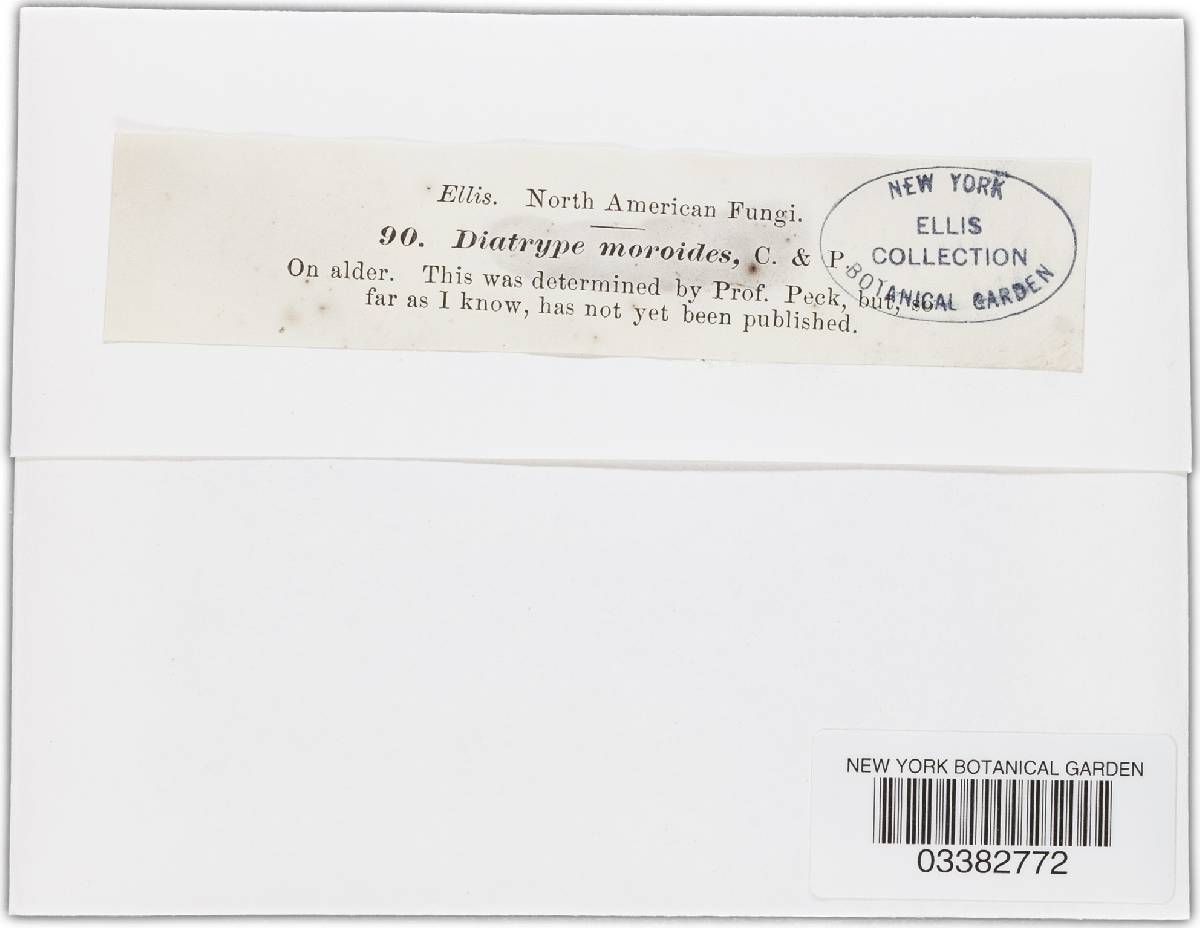 Ellis. North American Fungi.
90. Diatrype moroides, C. & P.
On alder. This was determined by Prof. Peck, but, so
far as I know, has not yet been published.
NEW YORK
ELLIS
COLLECTION
BOTANICAL GARDEN
NEW YORK BOTANICAL GARDEN
03382772